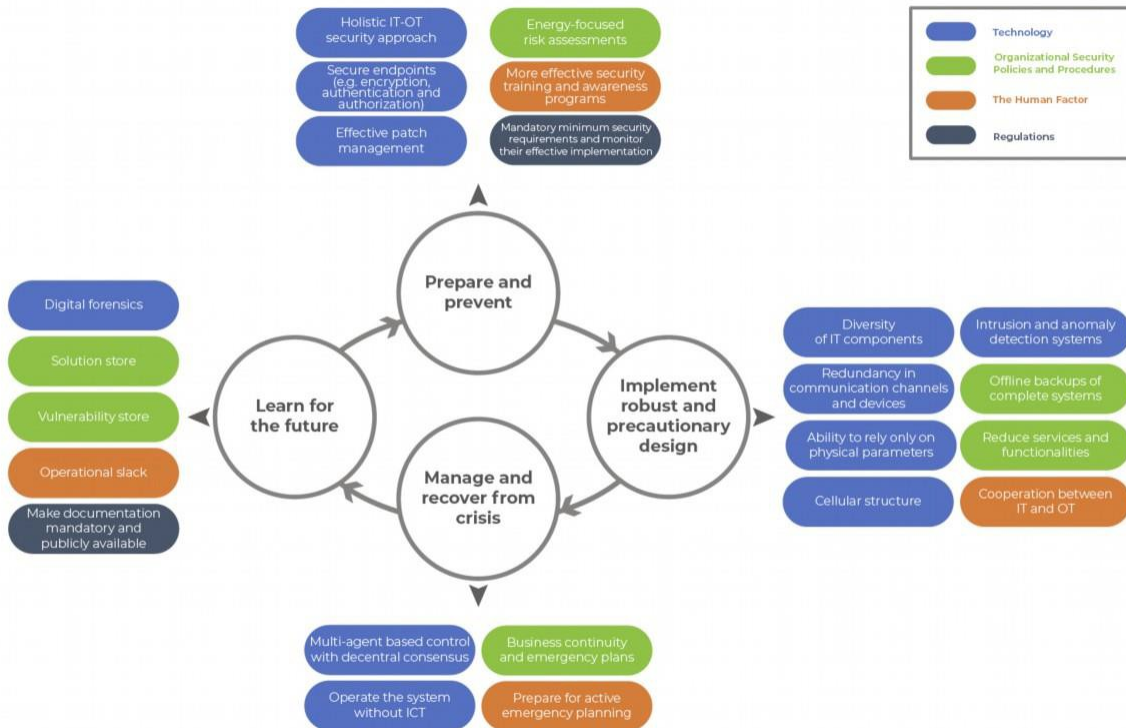 Holistic IT-OT
security approach
Energy-focused
risk assessments
Secure endpoints
(e.g. encryption,
authentication and
authorization)
More effective security
training and awareness
programs
Effective patch
management
Mandatory minimum security
requirements and monitor
their effective implementation
Technology
Organizational Security
Policies and Procedures
The Human Factor
Regulations
Prepare and
prevent
Digital forensics
Solution store
Vulnerability store
Operational slack
Make documentation
mandatory and
publicly available
Learn for
the future
Implement
robust and
precautionary
design
Manage and
recover from
crisis
Diversity
of IT components
Intrusion and anomaly
detection systems
Redundancy in
communication channels
and devices
Offline backups of
complete systems
Ability to rely only on
physical parameters
Reduce services and
functionalities
Cellular structure
Cooperation between
IT and OT
Multi-agent based control
with decentral consensus
Business continuity
and emergency plans
Operate the system
without ICT
Prepare for active
emergency planning